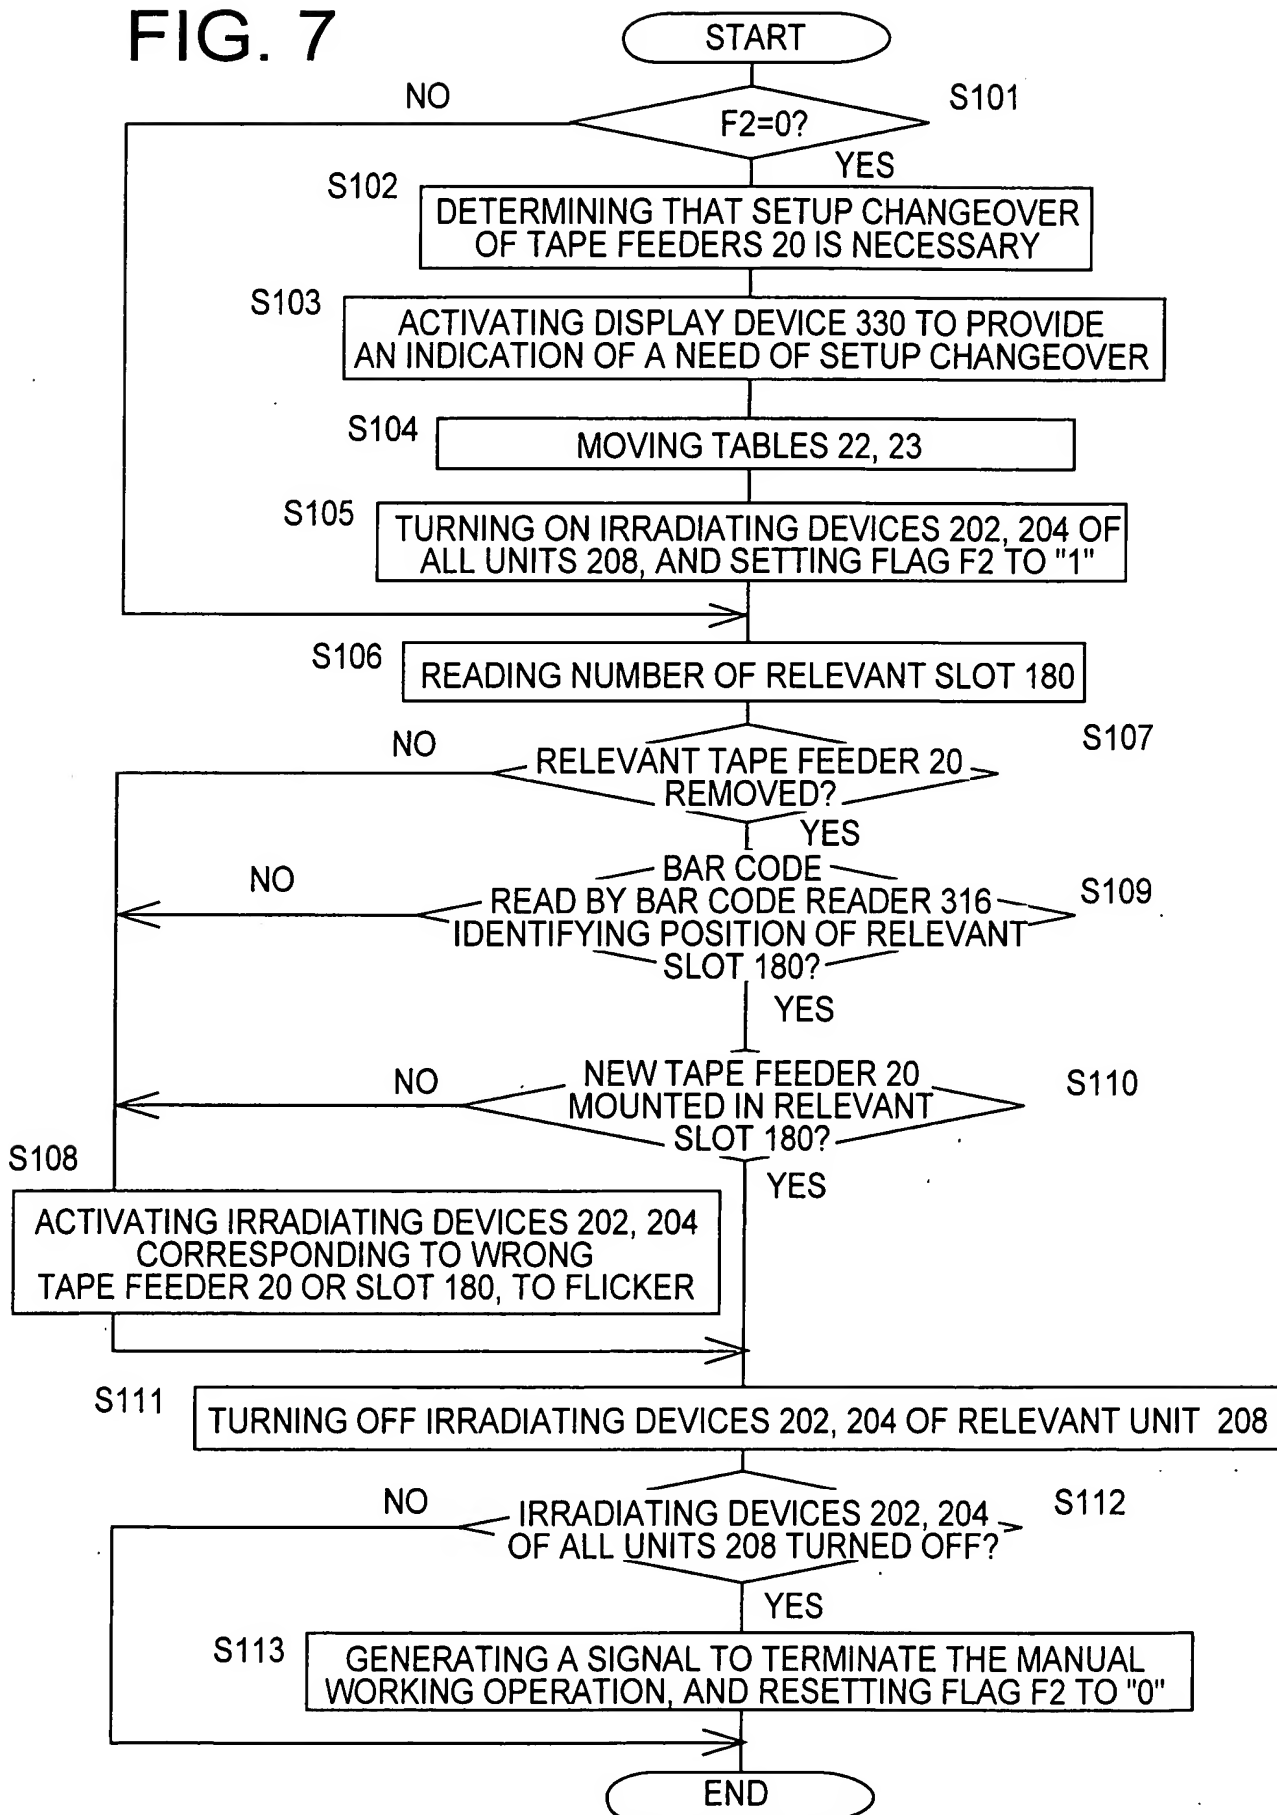 FIG. 7
START
NO
S101
F2=0?
YES
S102
DETERMINING THAT SETUP CHANGEOVER
OF TAPE FEEDERS 20 IS NECESSARY
S103
ACTIVATING DISPLAY DEVICE 330 TO PROVIDE
AN INDICATION OF A NEED OF SETUP CHANGEOVER
S104
MOVING TABLES 22, 23
S105
TURNING ON IRRADIATING DEVICES 202, 204 OF
ALL UNITS 208, AND SETTING FLAG F2 TO "1"
S106
READING NUMBER OF RELEVANT SLOT 180
NO
S107
RELEVANT TAPE FEEDER 20
REMOVED?
YES
NO
BAR CODE
S109
READ BY BAR CODE READER 316
IDENTIFYING POSITION OF RELEVANT
SLOT 180?
YES
NO
NEW TAPE FEEDER 20
S110
MOUNTED IN RELEVANT
SLOT 180?
S108
YES
ACTIVATING IRRADIATING DEVICES 202, 204
CORRESPONDING TO WRONG
TAPE FEEDER 20 OR SLOT 180, TO FLICKER
S111
TURNING OFF IRRADIATING DEVICES 202, 204 OF RELEVANT UNIT 208
NO
S112
IRRADIATING DEVICES 202, 204
OF ALL UNITS 208 TURNED OFF?
YES
S113
GENERATING A SIGNAL TO TERMINATE THE MANUAL
WORKING OPERATION, AND RESETTING FLAG F2 TO "0"
END